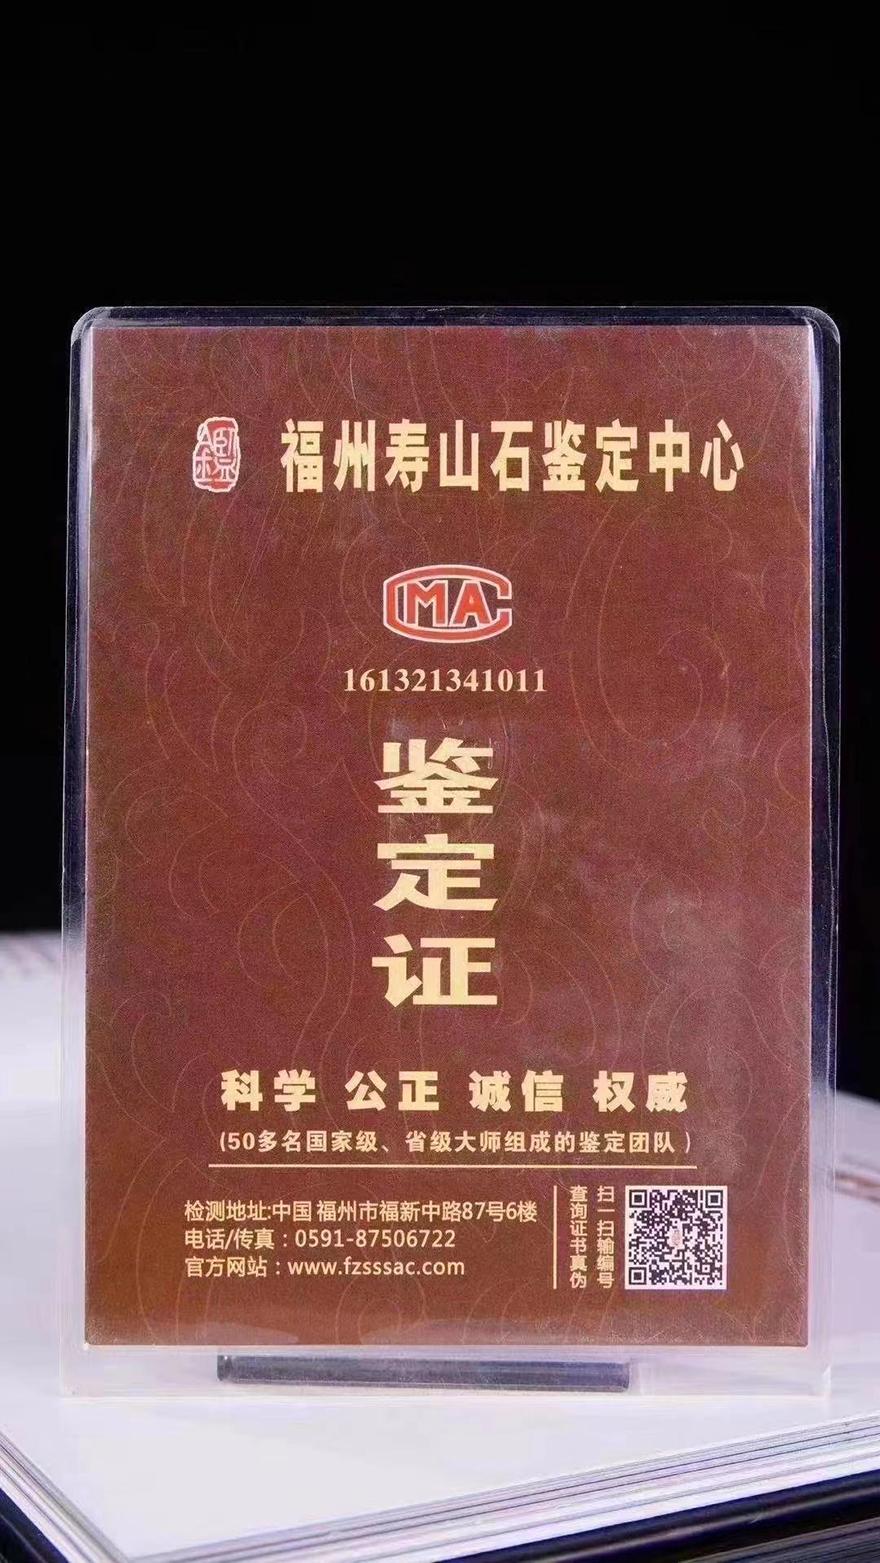 鉴
福州寿山石鉴定中心
CMA
161321341011
鉴
定
证
科学 公正 诚信 权威
(50多名国家级、省级大师组成的鉴定团队)
检测地址:中国 福州市福新中路87号6楼
电话/传真：0591-87506722
官方网站：www.fzsssac.com
扫一扫输编号
查询证书真伪